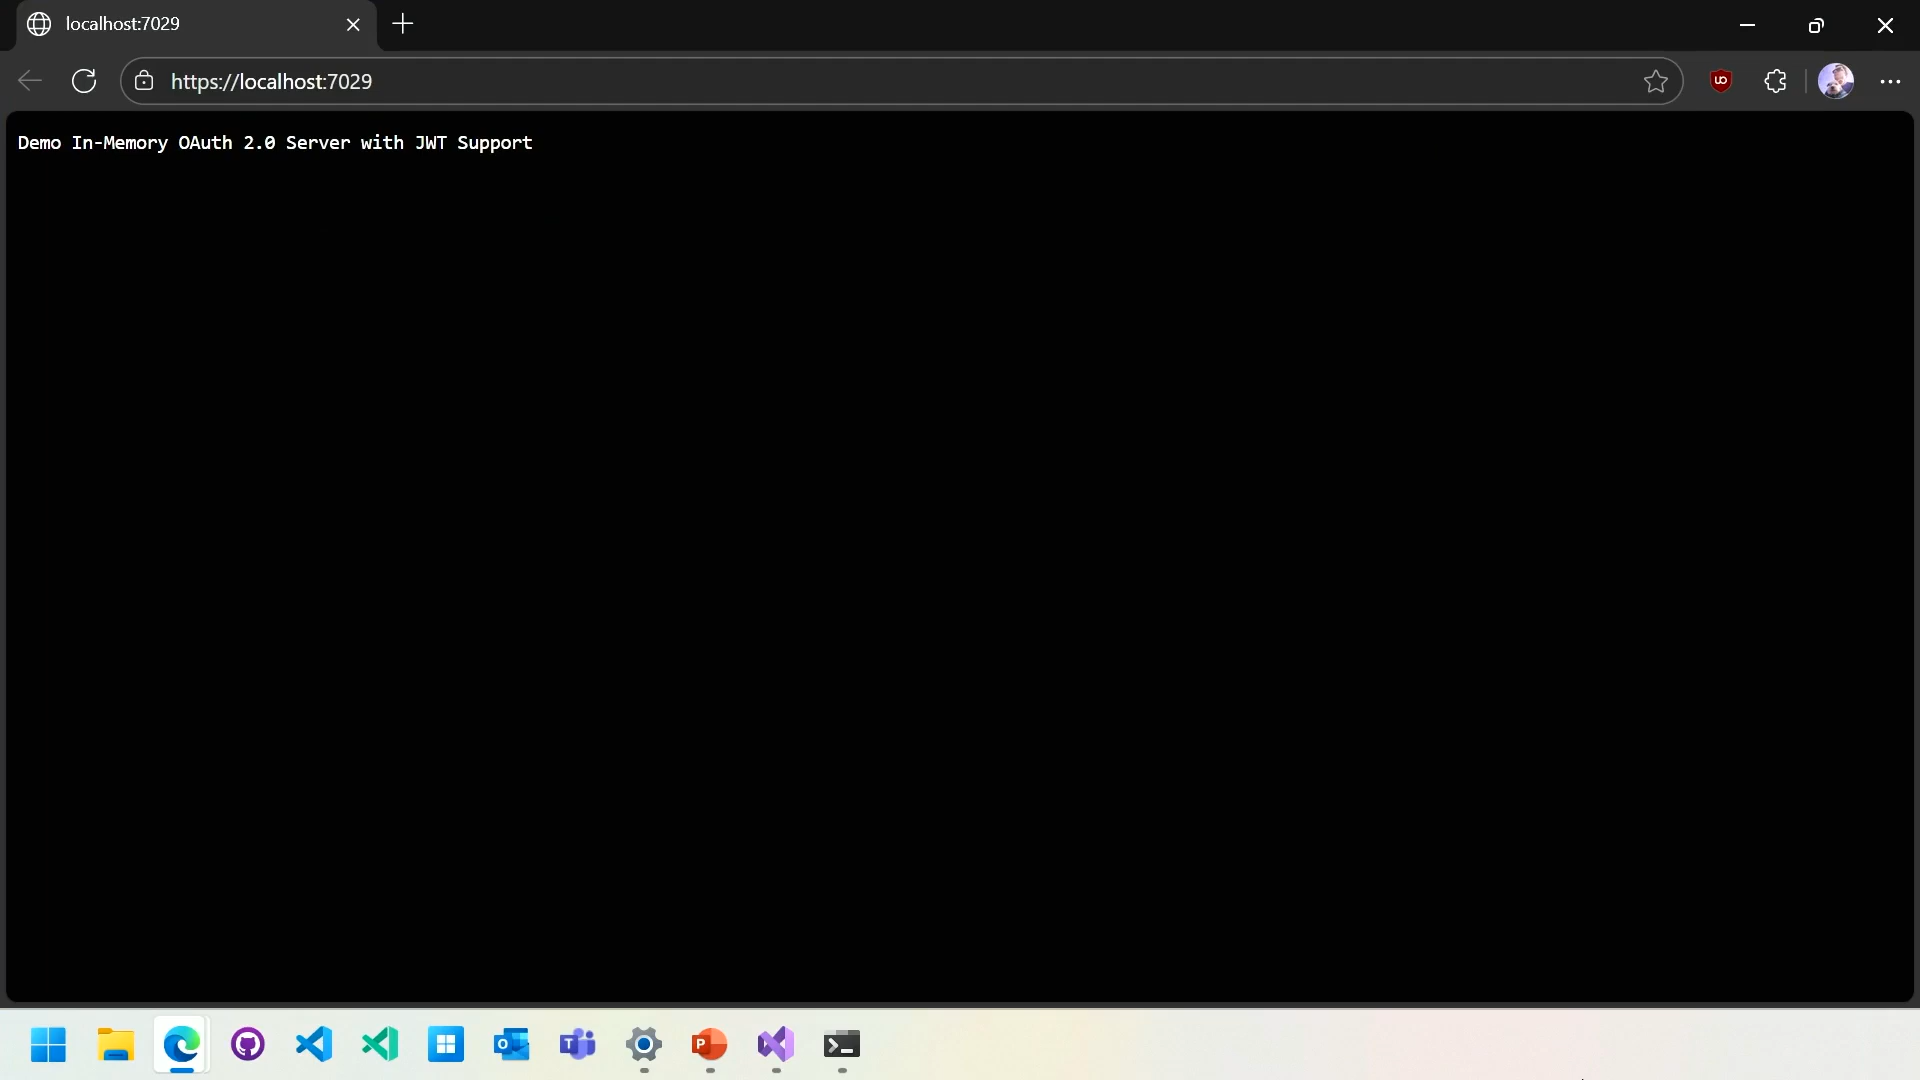 localhost:7029
https://localhost:7029
Demo In-Memory OAuth 2.0 Server with JWT Support